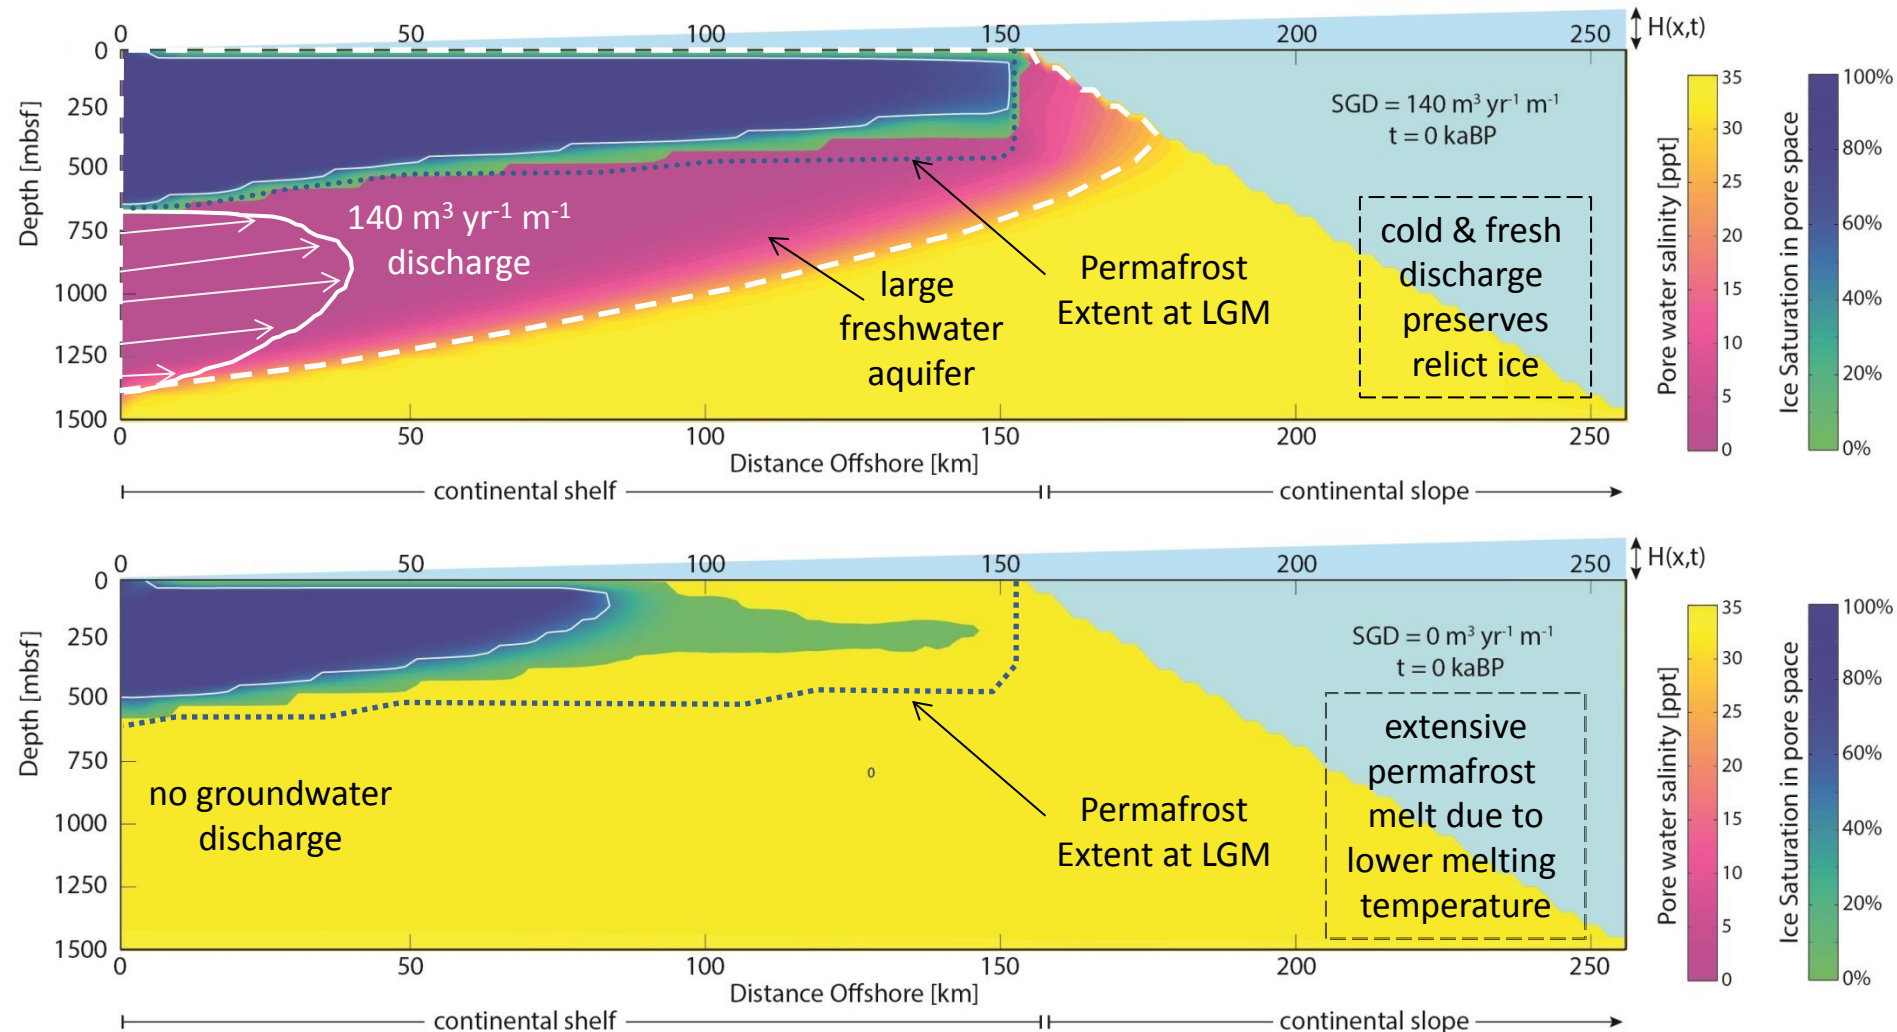 0 50 100 150 200 250
H(x,t)
0
250
500
750
1000
1250
1500
Depth [mbsf]
SGD = 140 m³ yr⁻¹ m⁻¹
t = 0 kaBP
140 m³ yr⁻¹ m⁻¹
discharge
large
freshwater
aquifer
Permafrost
Extent at LGM
cold & fresh
discharge
preserves
relict ice
0 50 100 150 200 250
Distance Offshore [km]
continental shelf
continental slope
Pore water salinity [ppt]
35
30
25
20
15
10
5
0
Ice Saturation in pore space
100%
80%
60%
40%
20%
0%
0 50 100 150 200 250
H(x,t)
0
250
500
750
1000
1250
1500
Depth [mbsf]
SGD = 0 m³ yr⁻¹ m⁻¹
t = 0 kaBP
0
no groundwater
discharge
Permafrost
Extent at LGM
extensive
permafrost
melt due to
lower melting
temperature
0 50 100 150 200 250
Distance Offshore [km]
continental shelf
continental slope
Pore water salinity [ppt]
35
30
25
20
15
10
5
0
Ice Saturation in pore space
100%
80%
60%
40%
20%
0%